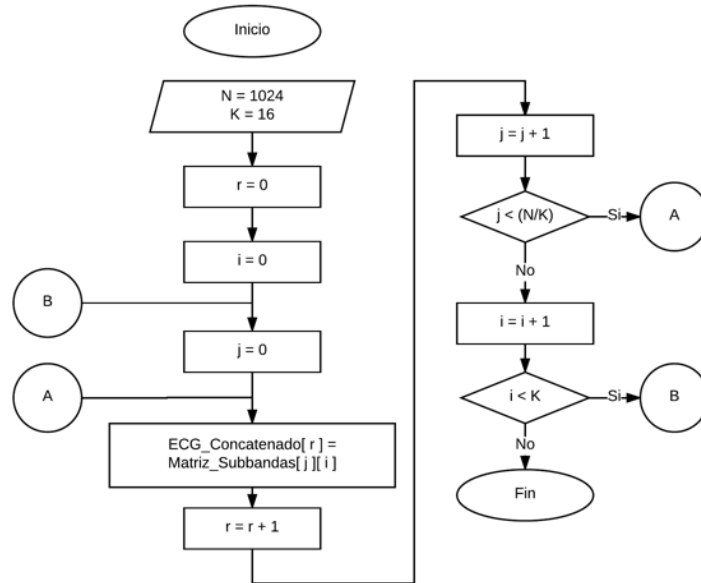 Inicio
N = 1024
K = 16
r = 0
i = 0
B
j = 0
A
ECG_Concatenado[ r ] =
Matriz_Subbandas[ j ][ i ]
r = r + 1
j = j + 1
j < (N/K)
Si
A
No
i = i + 1
i < K
Si
B
No
Fin